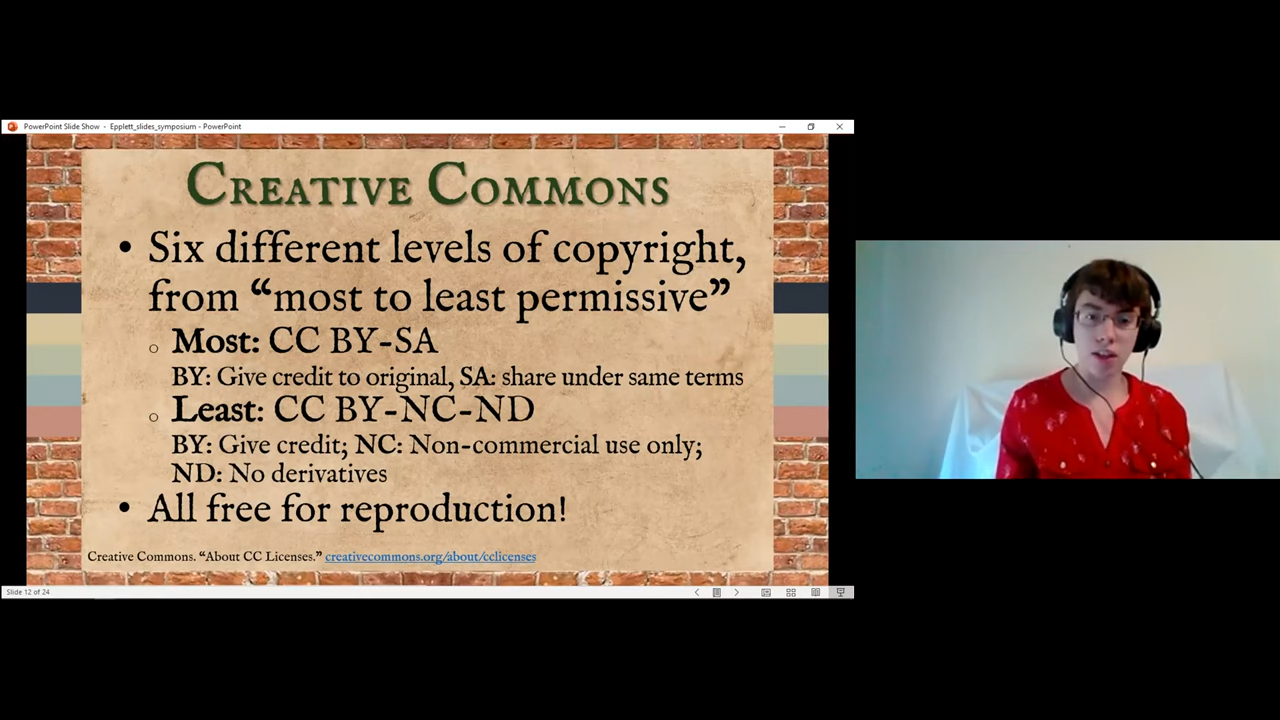 PowerPoint Slide Show - Epplett_slides_symposium - PowerPoint
CREATIVE COMMONS
• Six different levels of copyright,
from “most to least permissive”
o Most: CC BY-SA
BY: Give credit to original, SA: share under same terms
o Least: CC BY-NC-ND
BY: Give credit; NC: Non-commercial use only;
ND: No derivatives
• All free for reproduction!
Creative Commons. “About CC Licenses.” creativecommons.org/about/cclicenses
Slide 12 of 24